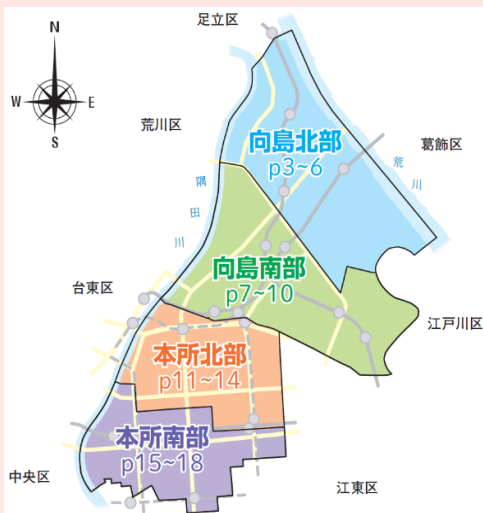 足立区
N
W
E
S
荒川区
向島北部
p3~6
葛飾区
荒川
隅田川
向島南部
p7~10
台東区
江戸川区
本所北部
p11~14
本所南部
p15~18
中央区
江東区